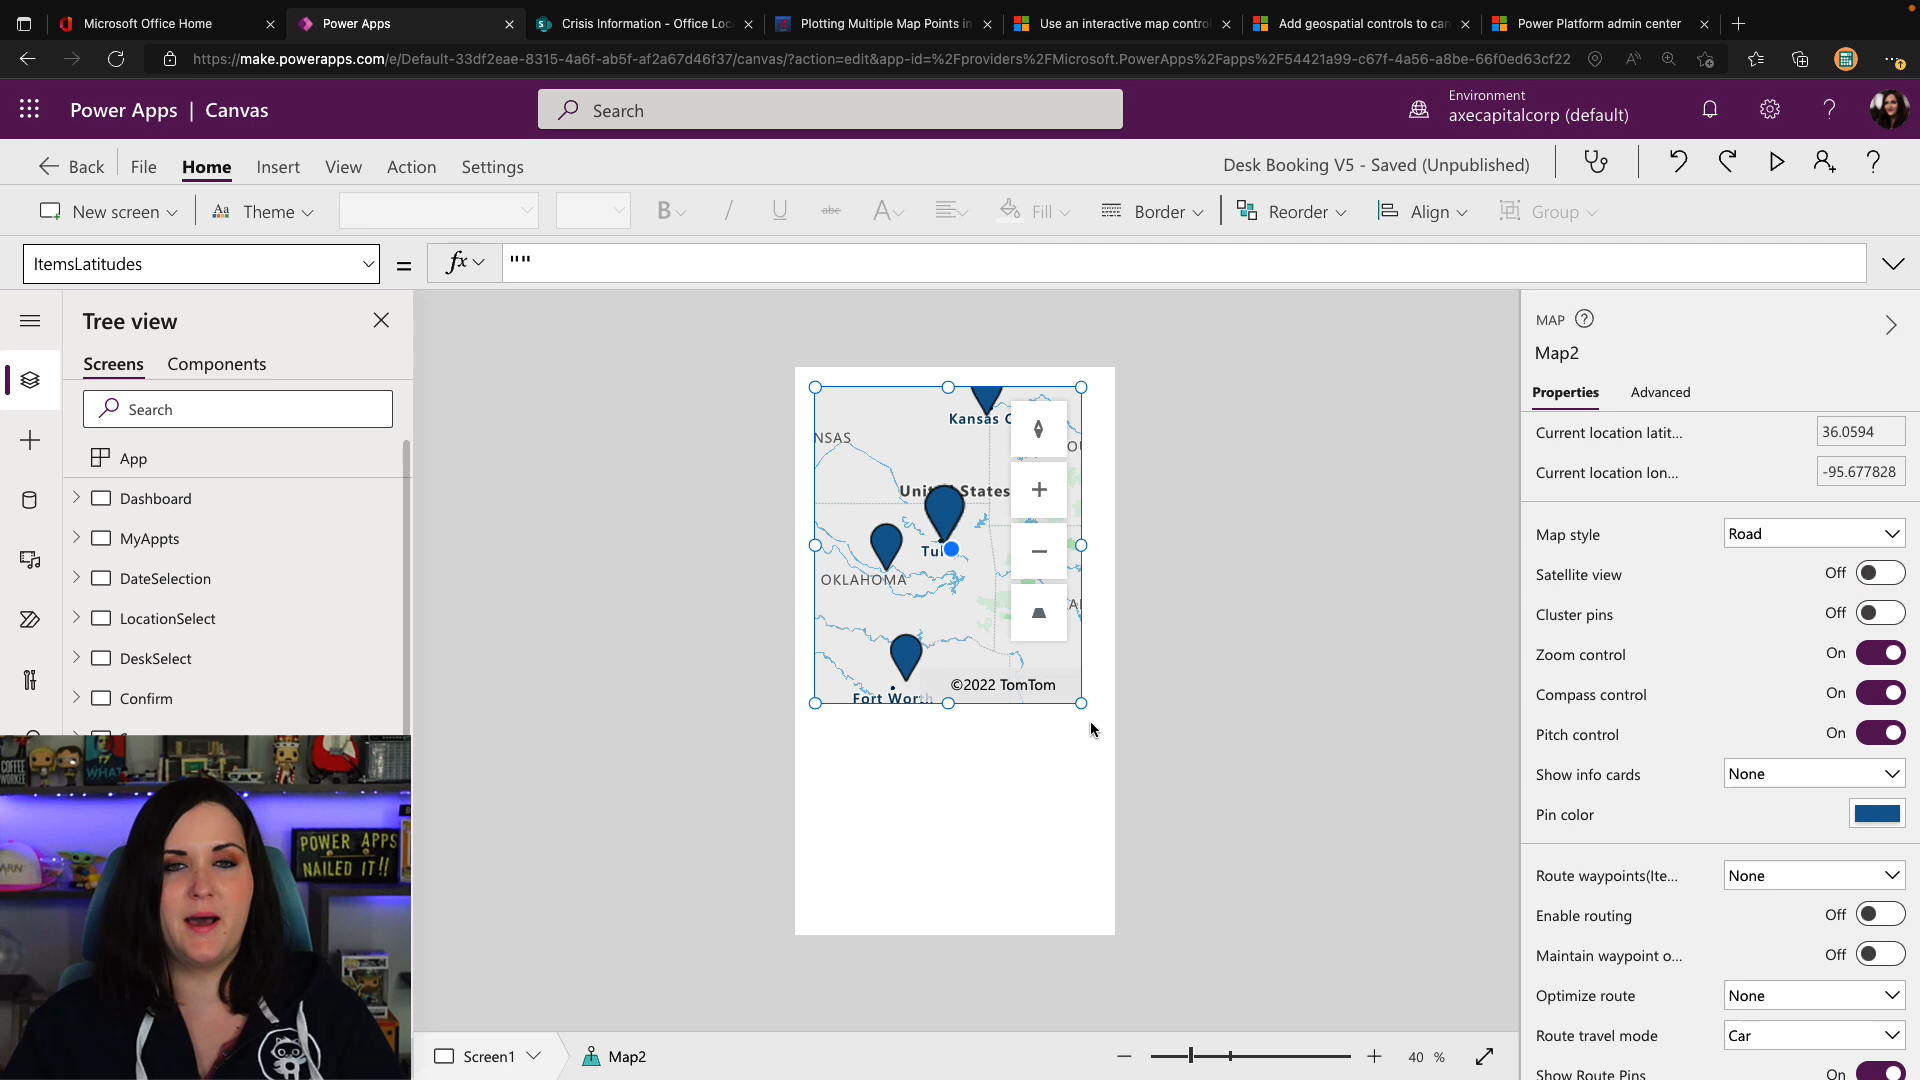 Microsoft Office Home
Power Apps
Crisis Information - Office Loc
Plotting Multiple Map Points in
Use an interactive map contro
Add geospatial controls to can
Power Platform admin center
https://make.powerapps.com/e/Default-33df2eae-8315-4a6f-ab5f-af2a67d46f37/canvas/?action=edit&app-id=%2Fproviders%2FMicrosoft.PowerApps%2Fapps%2F54421a99-c67f-4a56-a8be-66f0ed63cf22
Power Apps | Canvas
Search
Environment
axecapitalcorp (default)
Back
File
Home
Insert
View
Action
Settings
Desk Booking V5 - Saved (Unpublished)
New screen
Theme
B
I
U
abc
A
Fill
Border
Reorder
Align
Group
ItemsLatitudes
=
fx
""
Tree view
Screens
Components
Search
App
Dashboard
MyAppts
DateSelection
LocationSelect
DeskSelect
Confirm
Kansas C
NSAS
OU
United States
Tul
OKLAHOMA
Fort Worth
©2022 TomTom
MAP
Map2
Properties
Advanced
Current location latit... 36.0594
Current location lon... -95.677828
Map style Road
Satellite view Off
Cluster pins Off
Zoom control On
Compass control On
Pitch control On
Show info cards None
Pin color
Route waypoints(Ite... None
Enable routing Off
Maintain waypoint o... Off
Optimize route None
Route travel mode Car
Show Route Pins On
COFFEE
WHAT
POWER APPS
NAILED IT!!
Screen1
Map2
40 %